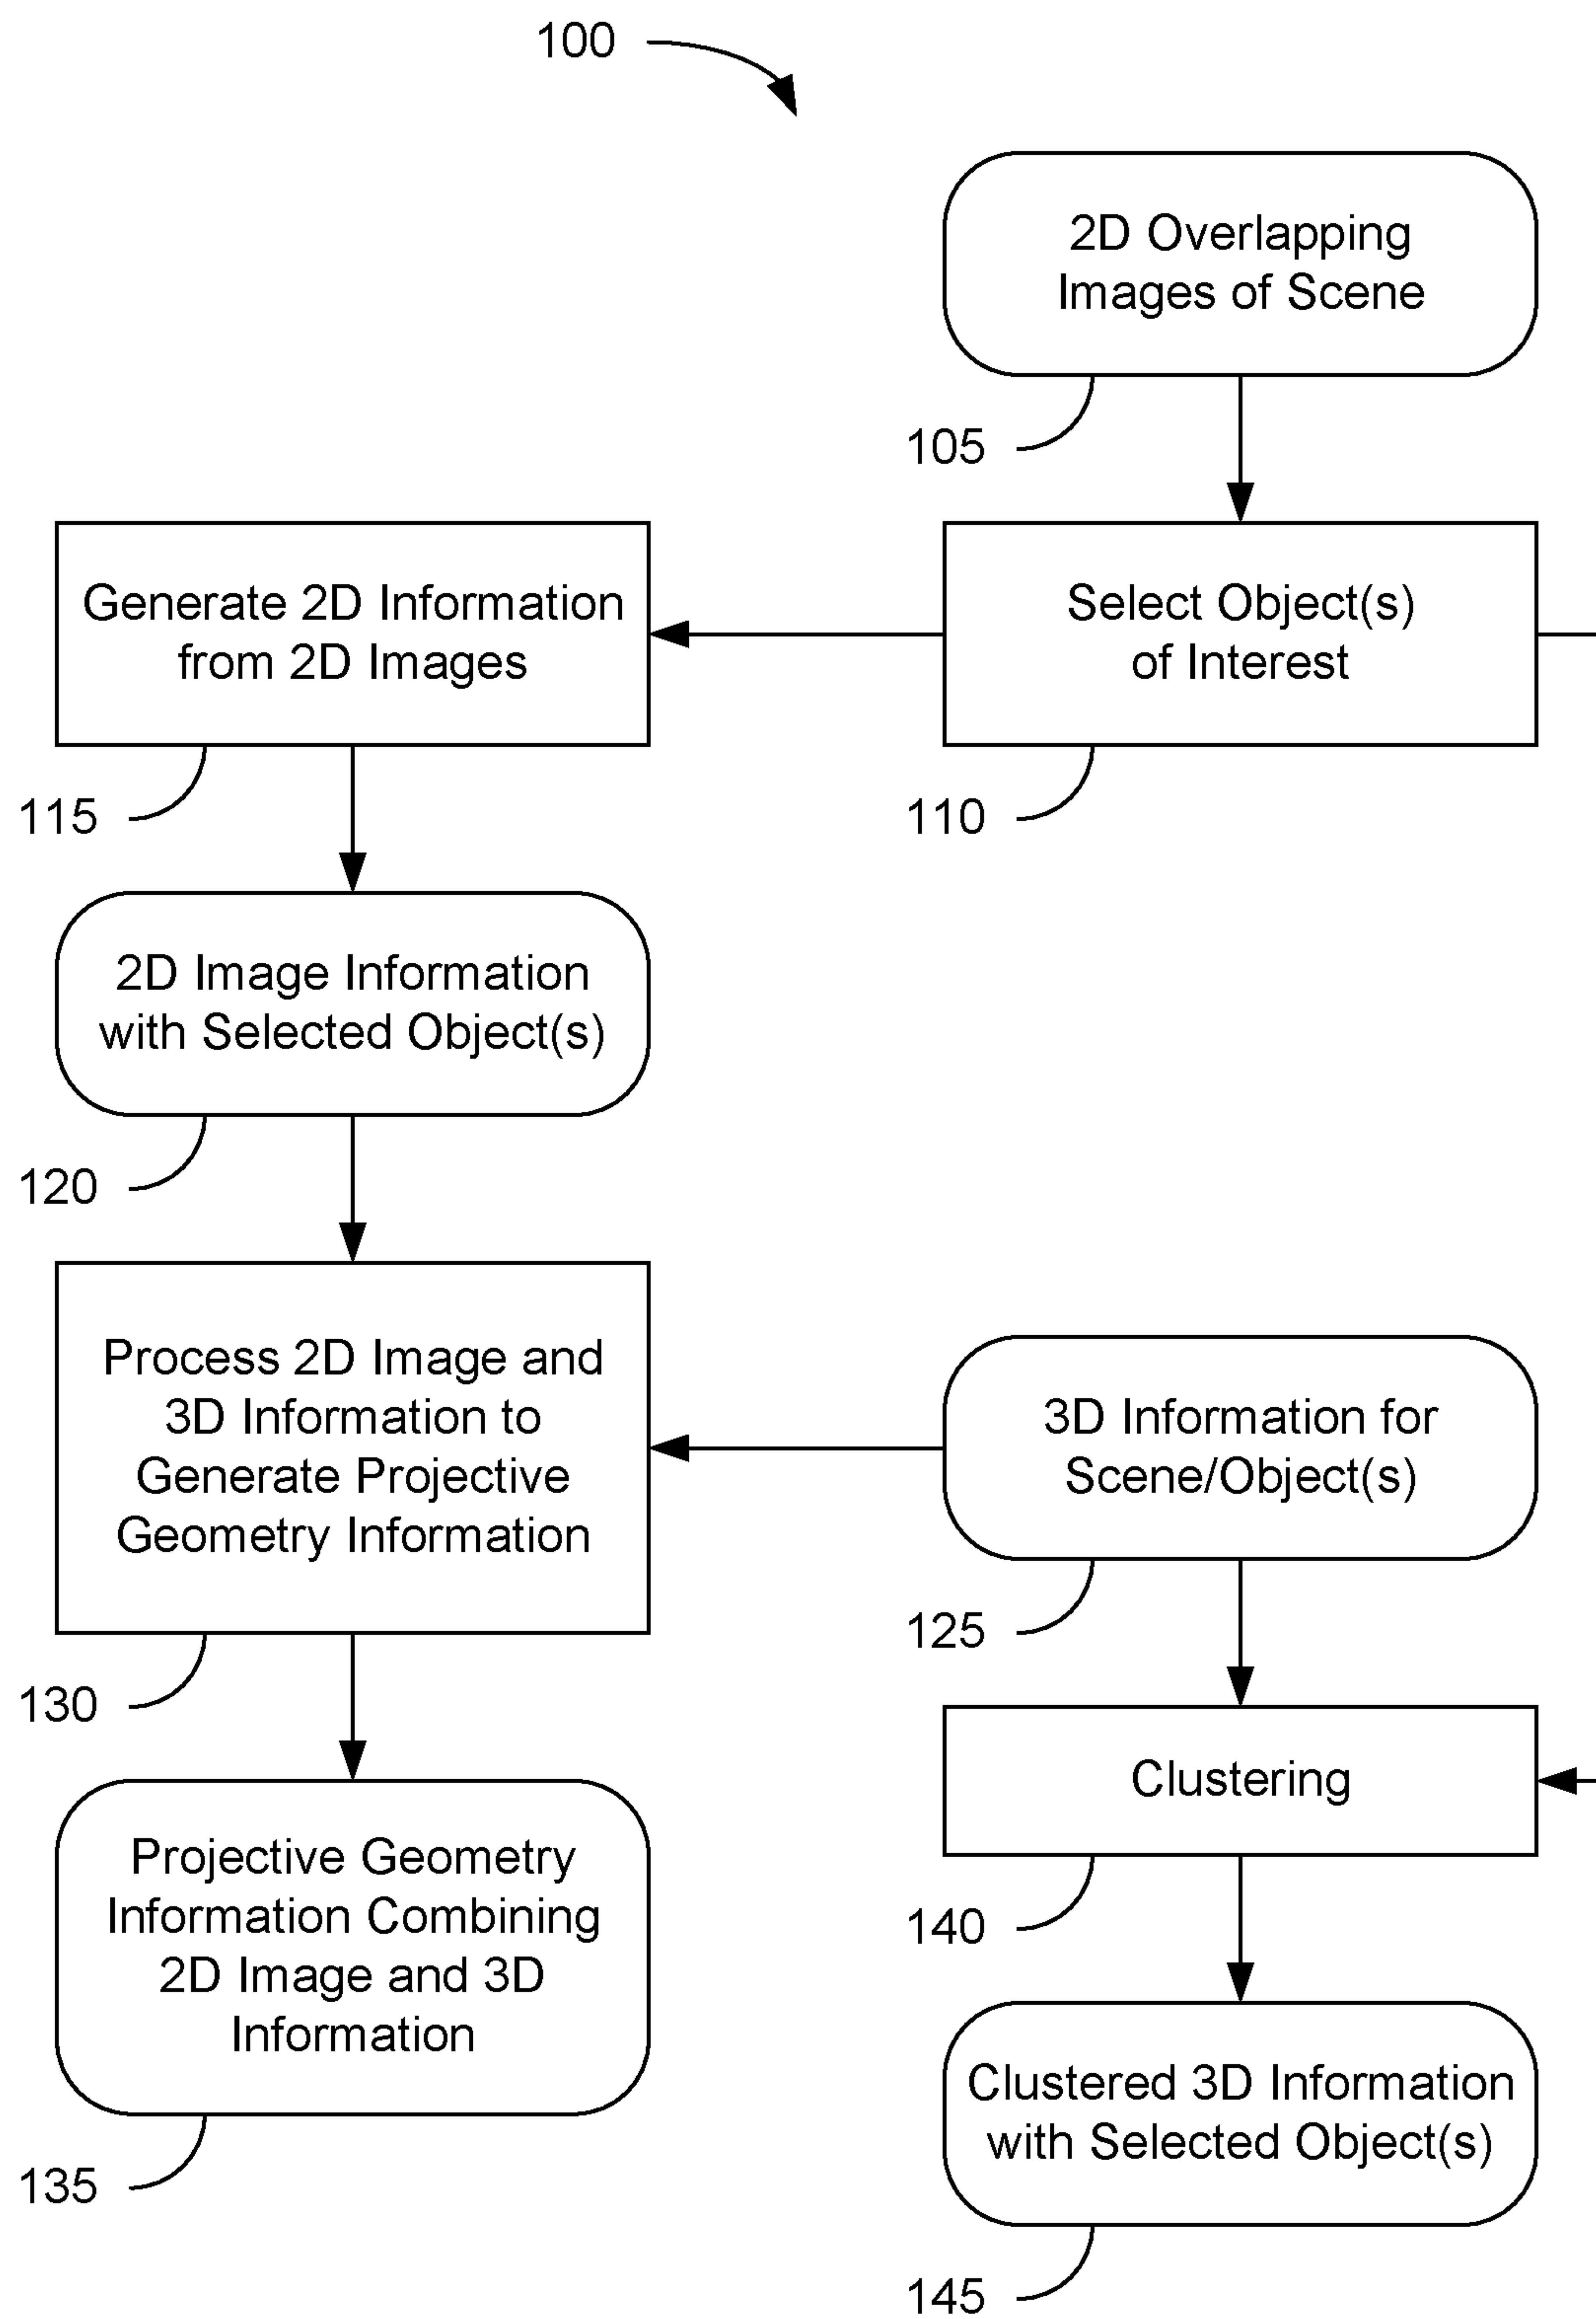 100
2D Overlapping
Images of Scene
105
Generate 2D Information
from 2D Images
115
Select Object(s)
of Interest
110
2D Image Information
with Selected Object(s)
120
Process 2D Image and
3D Information to
Generate Projective
Geometry Information
130
3D Information for
Scene/Object(s)
125
Projective Geometry
Information Combining
2D Image and 3D
Information
135
Clustering
140
Clustered 3D Information
with Selected Object(s)
145